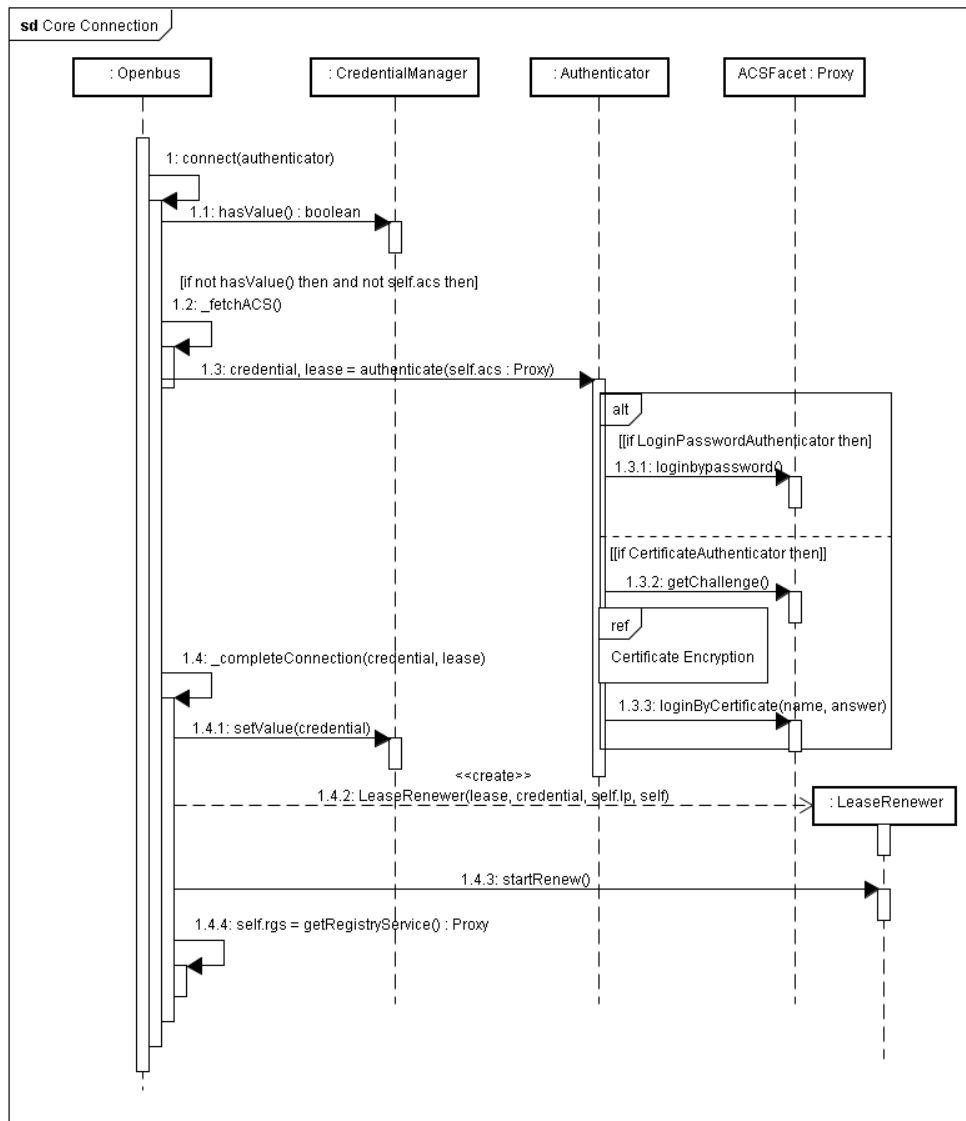 sd Core Connection
: Openbus
: CredentialManager
: Authenticator
ACSFacet : Proxy
1: connect(authenticator)
1.1: hasValue() : boolean
[if not hasValue() then and not self.acs then]
1.2: _fetchACS()
1.3: credential, lease = authenticate(self.acs : Proxy)
alt
[[if LoginPasswordAuthenticator then]
1.3.1: loginbypassword()
[[if CertificateAuthenticator then]]
1.3.2: getChallenge()
ref
Certificate Encryption
1.4: _completeConnection(credential, lease)
1.3.3: loginByCertificate(name, answer)
1.4.1: setValue(credential)
<<create>>
1.4.2: LeaseRenewer(lease, credential, self.lp, self)
: LeaseRenewer
1.4.3: startRenew()
1.4.4: self.rgs = getRegistryService() : Proxy